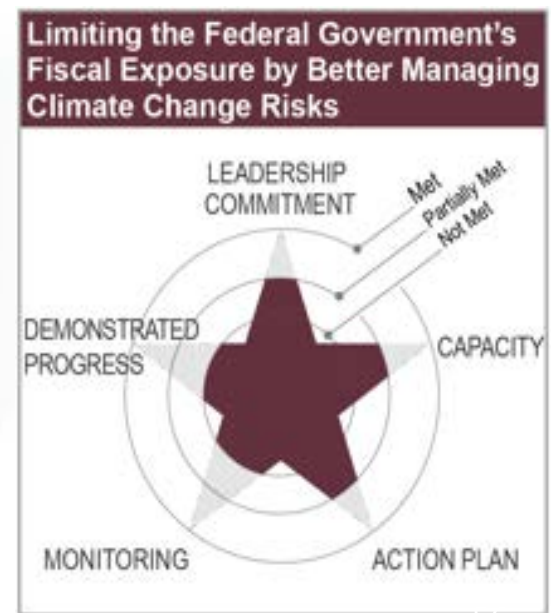 Limiting the Federal Government's
Fiscal Exposure by Better Managing
Climate Change Risks
LEADERSHIP
COMMITMENT
Met
Partially Met
Not Met
DEMONSTRATED
PROGRESS
CAPACITY
MONITORING
ACTION PLAN